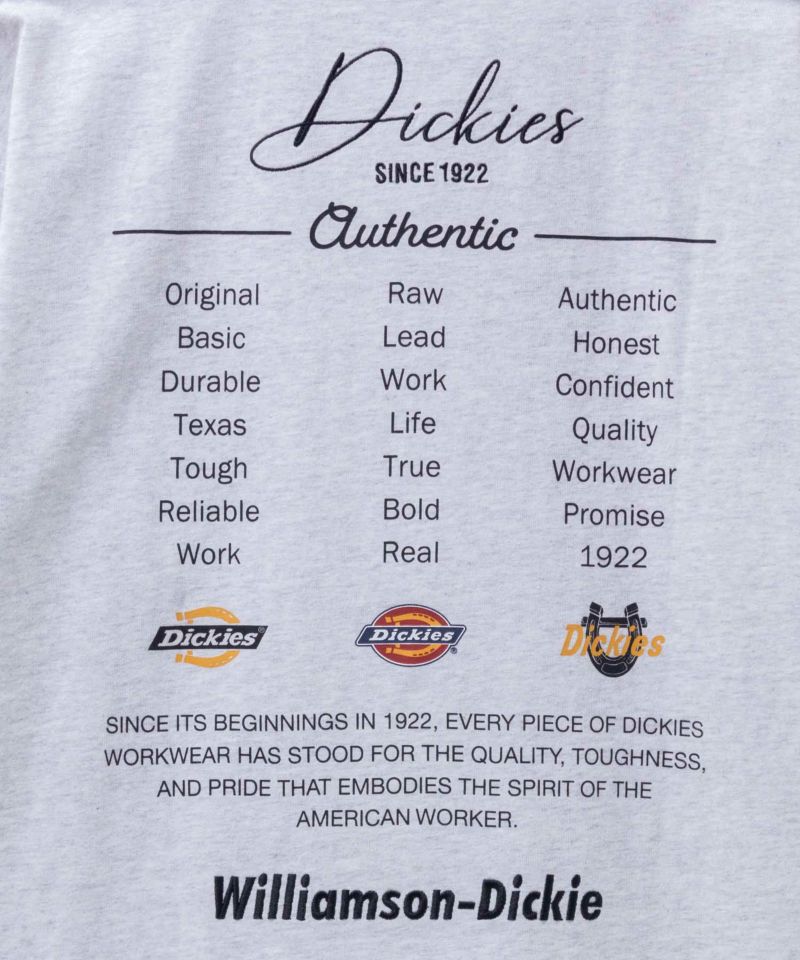 Dickies
SINCE 1922
Authentic
Original Raw Authentic
Basic Lead Honest
Durable Work Confident
Texas Life Quality
Tough True Workwear
Reliable Bold Promise
Work Real 1922
Dickies® Dickies® Dickies
SINCE ITS BEGINNINGS IN 1922, EVERY PIECE OF DICKIES
WORKWEAR HAS STOOD FOR THE QUALITY, TOUGHNESS,
AND PRIDE THAT EMBODIES THE SPIRIT OF THE
AMERICAN WORKER.
Williamson-Dickie